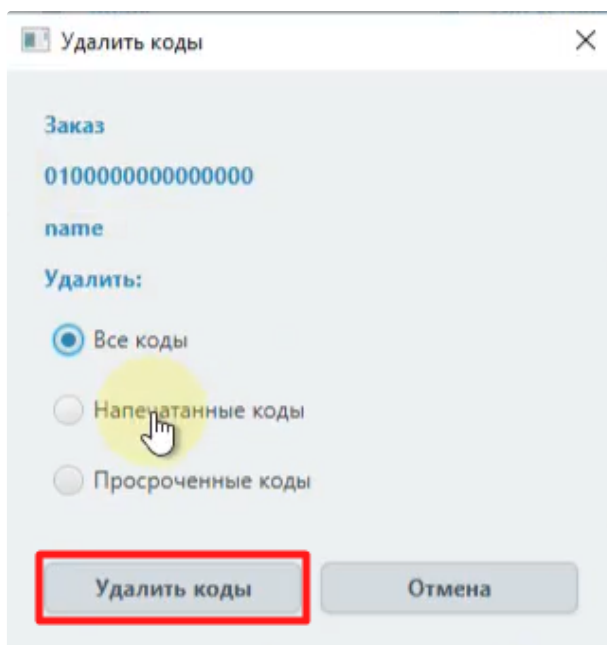 Удалить коды
Заказ
0100000000000000
name
Удалить:
Все коды
Напечатанные коды
Просроченные коды
Удалить коды Отмена